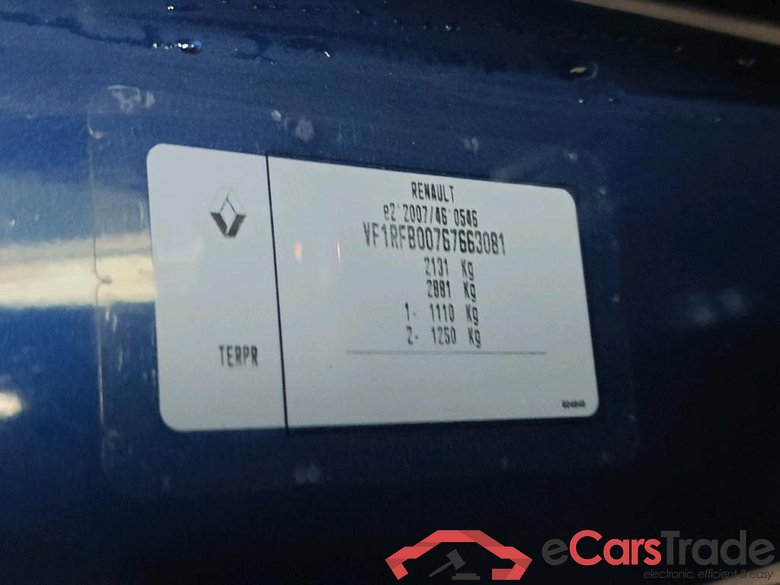 RENAULT
e2*2007/46*0546
VF1RFB00767663081
2131 Kg
2881 Kg
1- 1110 Kg
2- 1250 Kg
TERPR
eCarsTrade
electronic, efficient & easy